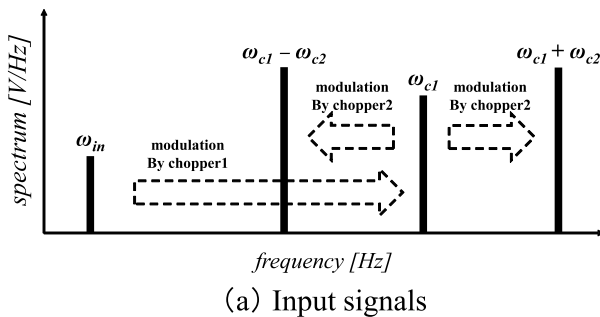 spectrum [V/Hz]
ω_in
modulation
By chopper1
ω_c1 − ω_c2
modulation
By chopper2
ω_c1
modulation
By chopper2
ω_c1 + ω_c2
frequency [Hz]
(a) Input signals